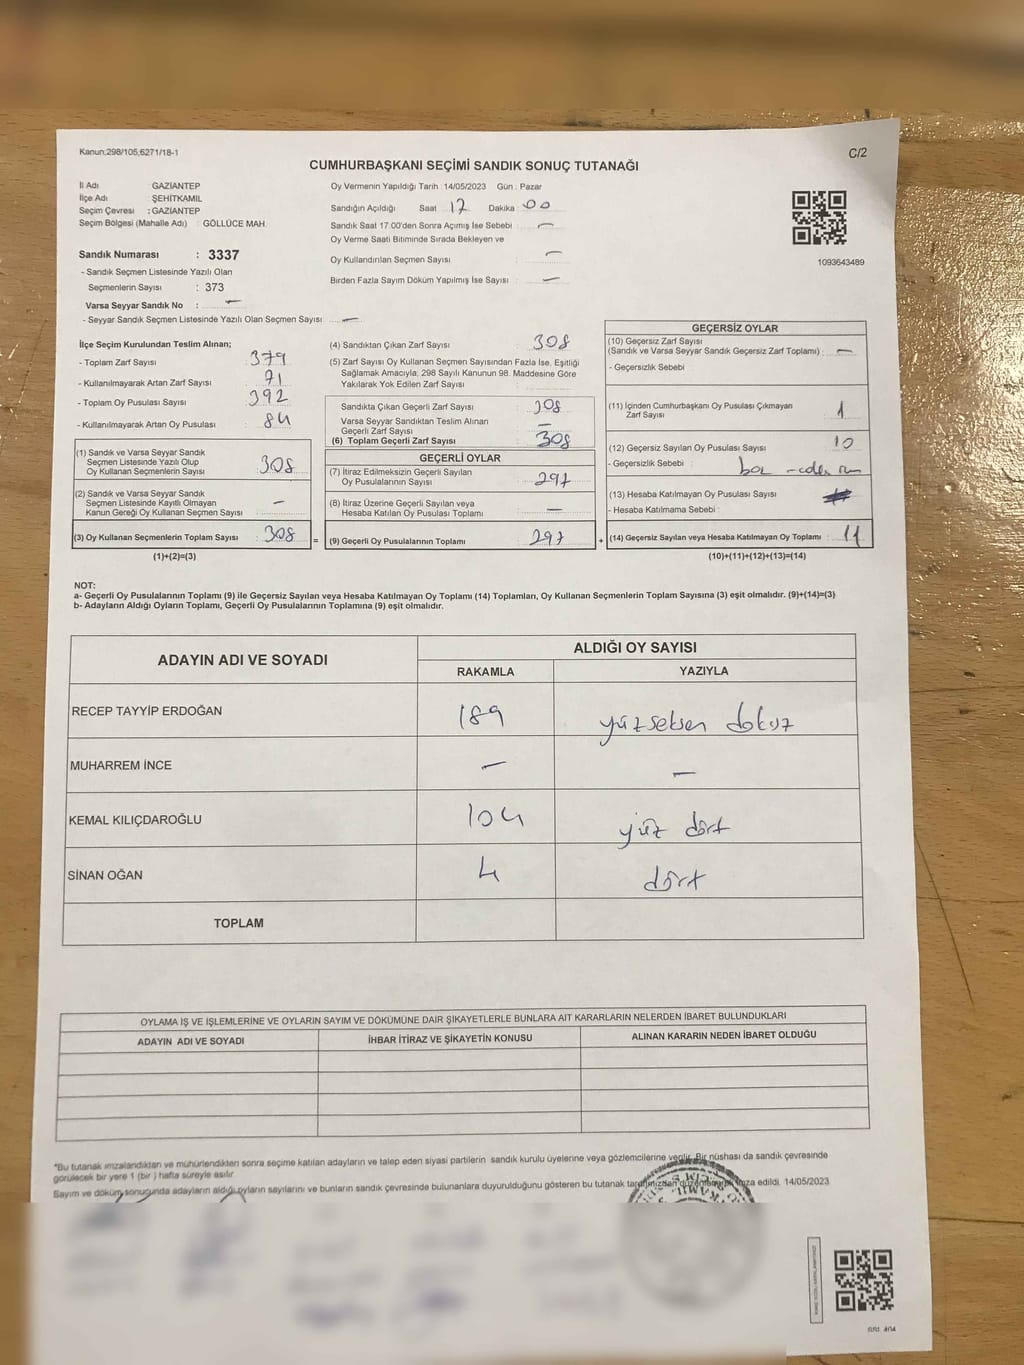 Kanun:298/105,6271/18-1
C/2
CUMHURBAŞKANI SEÇİMİ SANDIK SONUÇ TUTANAĞI
İl Adı : GAZİANTEP
İlçe Adı : ŞEHİTKAMİL
Seçim Çevresi : GAZİANTEP
Seçim Bölgesi (Mahalle Adı) : GÖLLÜCE MAH.
Sandık Numarası : 3337
- Sandık Seçmen Listesinde Yazılı Olan
Seçmenlerin Sayısı : 373
Varsa Seyyar Sandık No : —
- Seyyar Sandık Seçmen Listesinde Yazılı Olan Seçmen Sayısı : —
Oy Vermenin Yapıldığı Tarih : 14/05/2023 Gün : Pazar
Sandığın Açıldığı Saat 17 Dakika 00
Sandık Saat 17:00'den Sonra Açımış İse Sebebi : —
Oy Verme Saati Bitiminde Sırada Bekleyen ve
Oy Kullandırılan Seçmen Sayısı : —
Birden Fazla Sayım Döküm Yapılmış İse Sayısı : —
1093643489
İlçe Seçim Kurulundan Teslim Alınan;
- Toplam Zarf Sayısı : 379
- Kullanılmayarak Artan Zarf Sayısı : 71
- Toplam Oy Pusulası Sayısı : 392
- Kullanılmayarak Artan Oy Pusulası : 84
(1) Sandık ve Varsa Seyyar Sandık
Seçmen Listesinde Yazılı Olup
Oy Kullanan Seçmenlerin Sayısı : 308
(2) Sandık ve Varsa Seyyar Sandık
Seçmen Listesinde Kayıtlı Olmayan
Kanun Gereği Oy Kullanan Seçmen Sayısı : —
(3) Oy Kullanan Seçmenlerin Toplam Sayısı : 308
(1)+(2)=(3)
=
(4) Sandıktan Çıkan Zarf Sayısı : 308
(5) Zarf Sayısı Oy Kullanan Seçmen Sayısından Fazla İse, Eşitliği
Sağlamak Amacıyla, 298 Sayılı Kanunun 98. Maddesine Göre
Yakılarak Yok Edilen Zarf Sayısı :
Sandıkta Çıkan Geçerli Zarf Sayısı : 308
Varsa Seyyar Sandıktan Teslim Alınan
Geçerli Zarf Sayısı : —
(6) Toplam Geçerli Zarf Sayısı : 308
GEÇERLİ OYLAR
(7) İtiraz Edilmeksizin Geçerli Sayılan
Oy Pusulalarının Sayısı : 297
(8) İtiraz Üzerine Geçerli Sayılan veya
Hesaba Katılan Oy Pusulası Toplamı : —
(9) Geçerli Oy Pusulalarının Toplamı : 297
+
GEÇERSİZ OYLAR
(10) Geçersiz Zarf Sayısı
(Sandık ve Varsa Seyyar Sandık Geçersiz Zarf Toplamı) : —
- Geçersizlik Sebebi :
(11) İçinden Cumhurbaşkanı Oy Pusulası Çıkmayan
Zarf Sayısı : 1
(12) Geçersiz Sayılan Oy Pusulası Sayısı : 10
- Geçersizlik Sebebi :
(13) Hesaba Katılmayan Oy Pusulası Sayısı
- Hesaba Katılmama Sebebi :
(14) Geçersiz Sayılan veya Hesaba Katılmayan Oy Toplamı : 11
(10)+(11)+(12)+(13)=(14)
NOT:
a- Geçerli Oy Pusulalarının Toplamı (9) ile Geçersiz Sayılan veya Hesaba Katılmayan Oy Toplamı (14) Toplamları, Oy Kullanan Seçmenlerin Toplam Sayısına (3) eşit olmalıdır. (9)+(14)=(3)
b- Adayların Aldığı Oyların Toplamı, Geçerli Oy Pusulalarının Toplamına (9) eşit olmalıdır.
ADAYIN ADI VE SOYADI ALDIĞI OY SAYISI
RAKAMLA YAZIYLA
RECEP TAYYİP ERDOĞAN 189 yüzseksen dokuz
MUHARREM İNCE — —
KEMAL KILIÇDAROĞLU 104 yüz dört
SİNAN OĞAN 4 dört
TOPLAM
OYLAMA İŞ VE İŞLEMLERİNE VE OYLARIN SAYIM VE DÖKÜMÜNE DAİR ŞİKAYETLERLE BUNLARA AİT KARARLARIN NELERDEN İBARET BULUNDUKLARI
ADAYIN ADI VE SOYADI İHBAR İTİRAZ VE ŞİKAYETİN KONUSU ALINAN KARARIN NEDEN İBARET OLDUĞU
*Bu tutanak imzalandıktan ve mühürlendikten sonra seçime katılan adayların ve talep eden siyasi partilerin sandık kurulu üyelerine veya gözlemcilerine verilir. Bir nüshası da sandık çevresinde
görülecek bir yere 1 (bir ) hafta süreyle asılır.
Sayım ve döküm sonucunda adayların aldığı oyların sayılarını ve bunların sandık çevresinde bulunanlara duyurulduğunu gösteren bu tutanak tarafımızdan düzenlenerek imza edildi. 14/05/2023